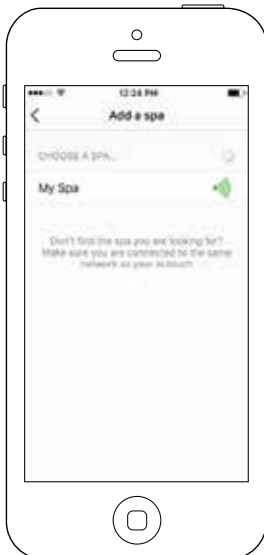 12:24 PM
Add a spa
CHOOSE A SPA...
My Spa
Don't find the spa you are looking for?
Make sure you are connected to the same
network as your in.touch